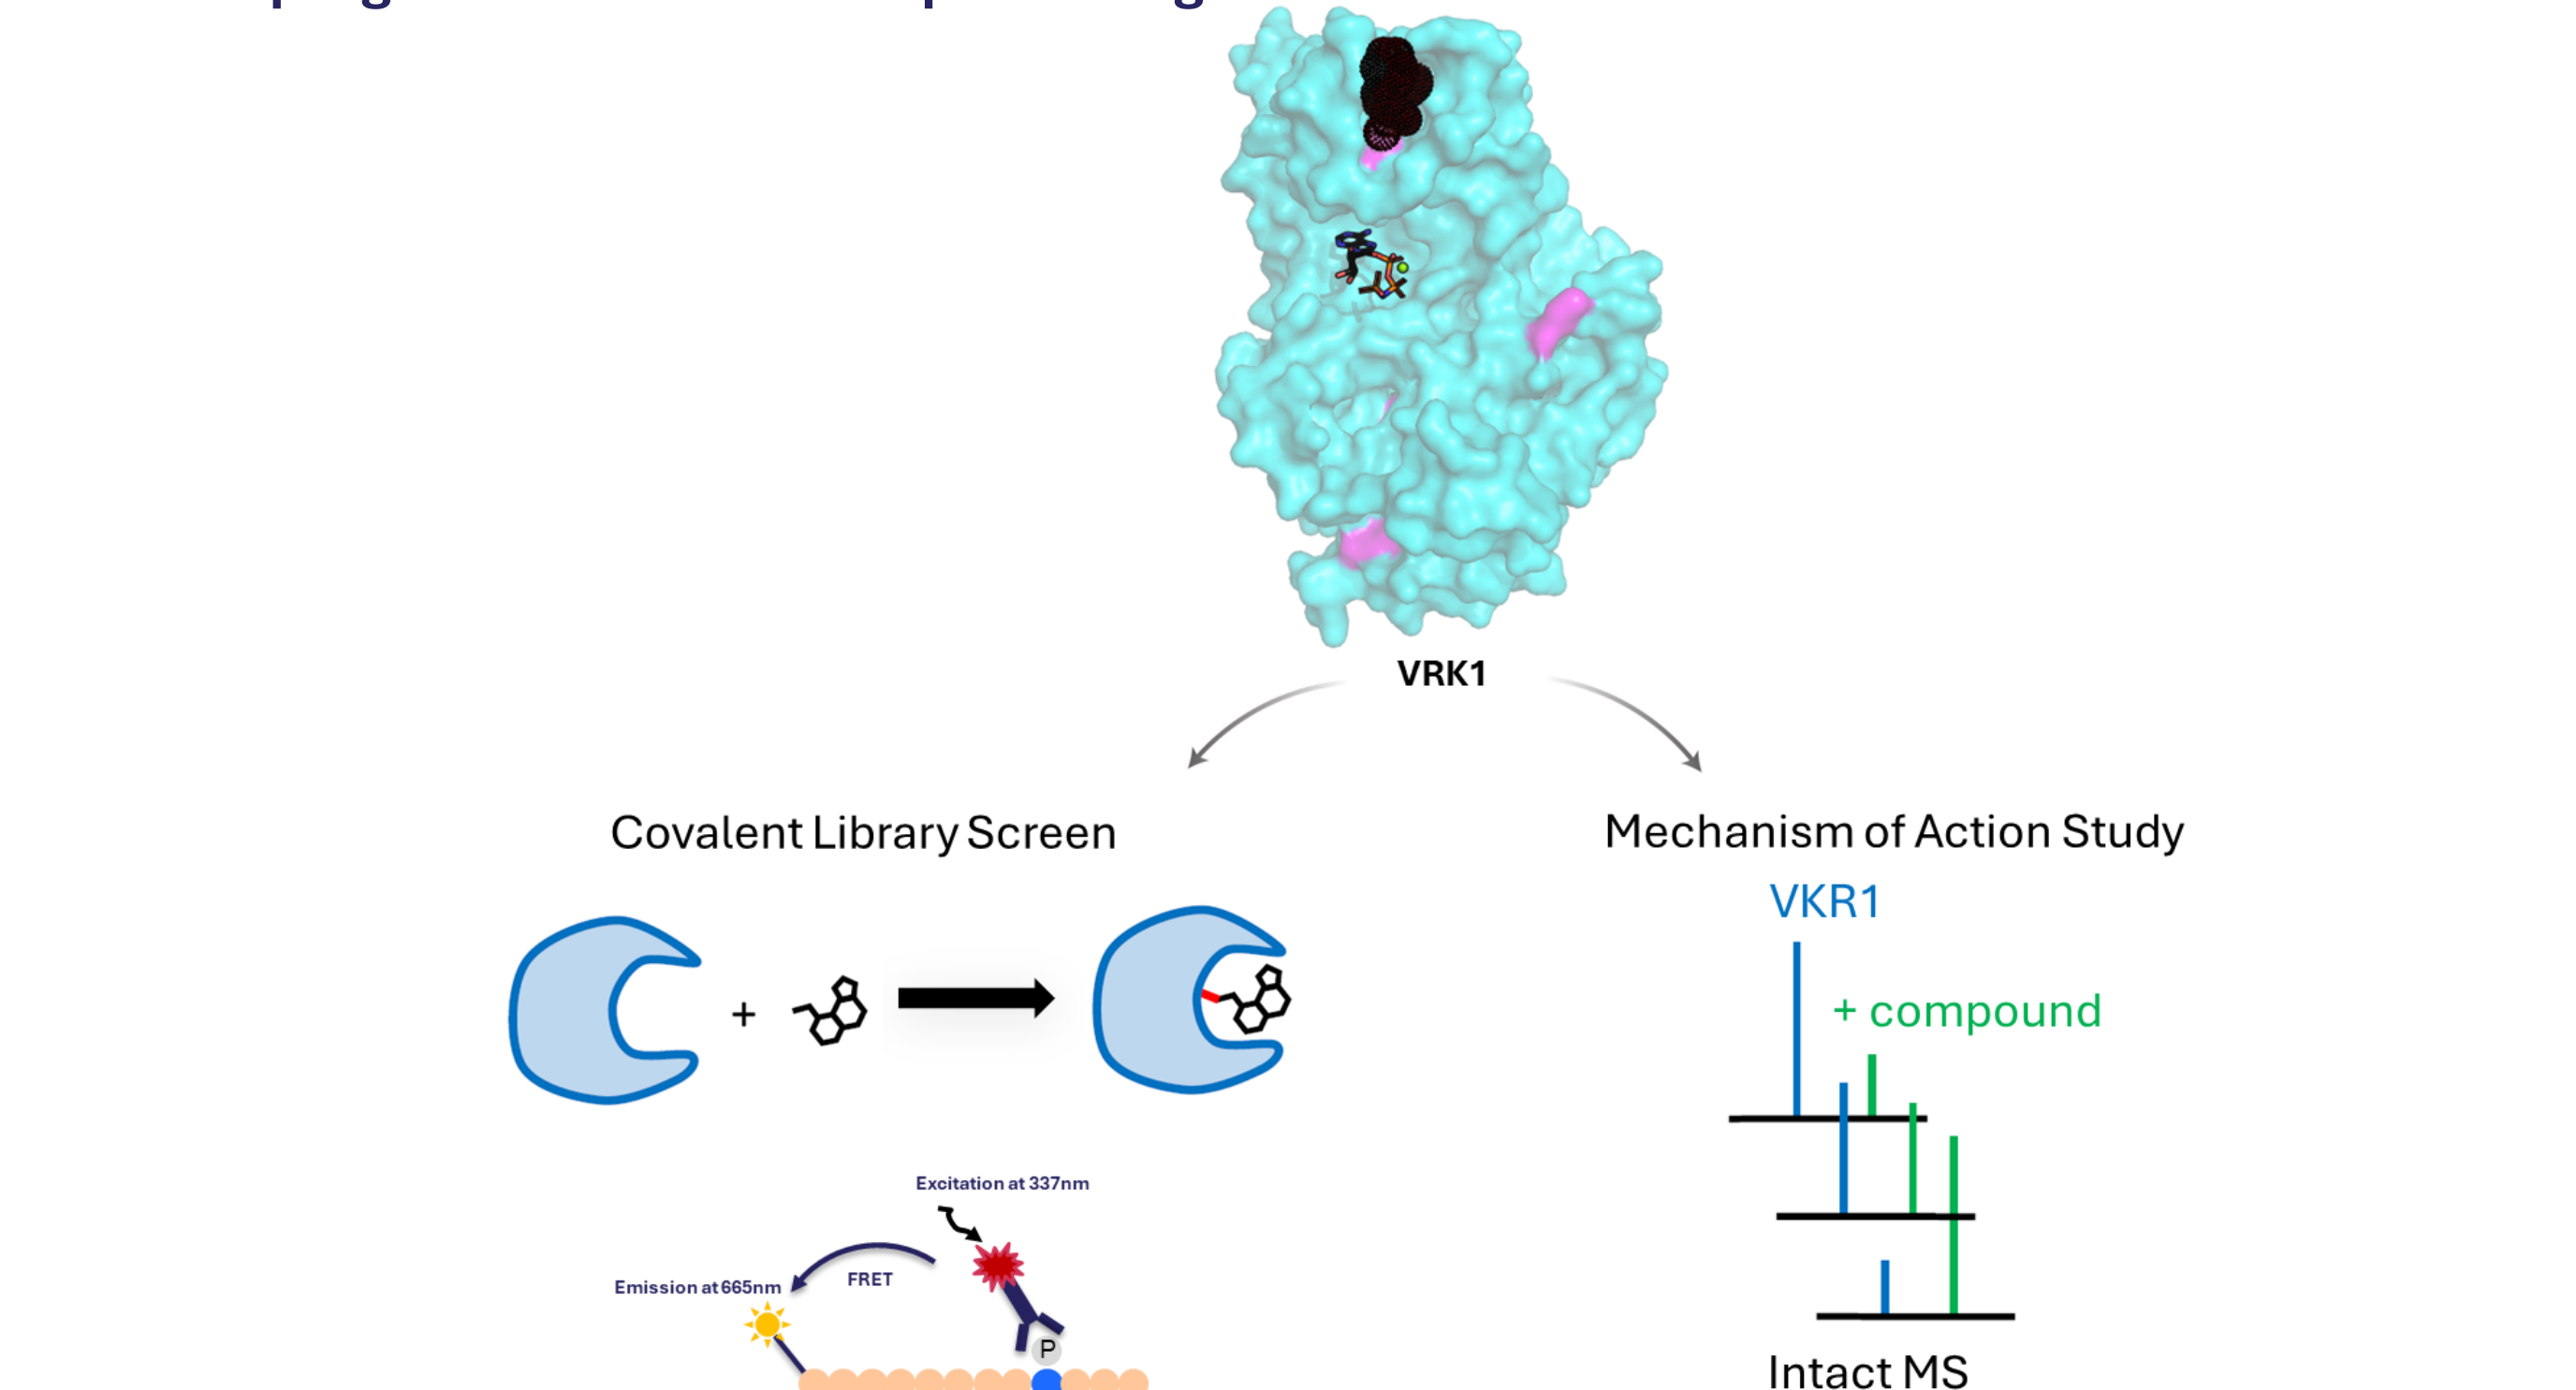 VRK1
Covalent Library Screen
Mechanism of Action Study
VKR1
+ compound
+
Excitation at 337nm
FRET
Emission at 665nm
P
Intact MS